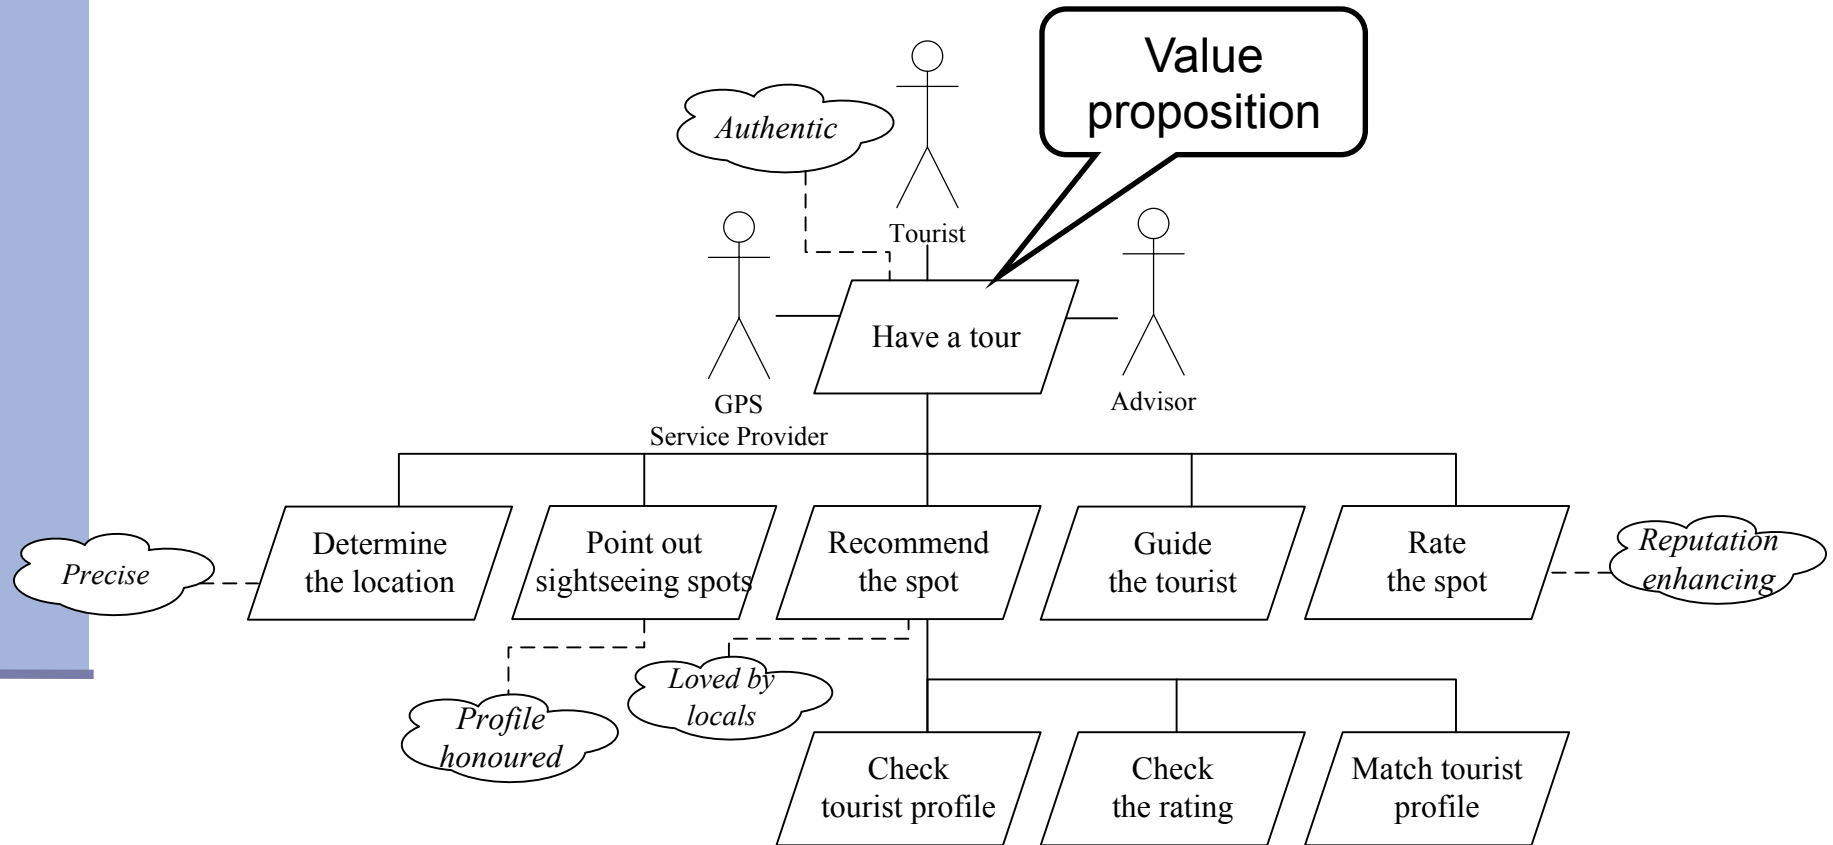 Value
proposition
Authentic
Tourist
Have a tour
GPS
Service Provider
Advisor
Determine
the location
Point out
sightseeing spots
Recommend
the spot
Guide
the tourist
Rate
the spot
Precise
Reputation
enhancing
Profile
honoured
Loved by
locals
Check
tourist profile
Check
the rating
Match tourist
profile